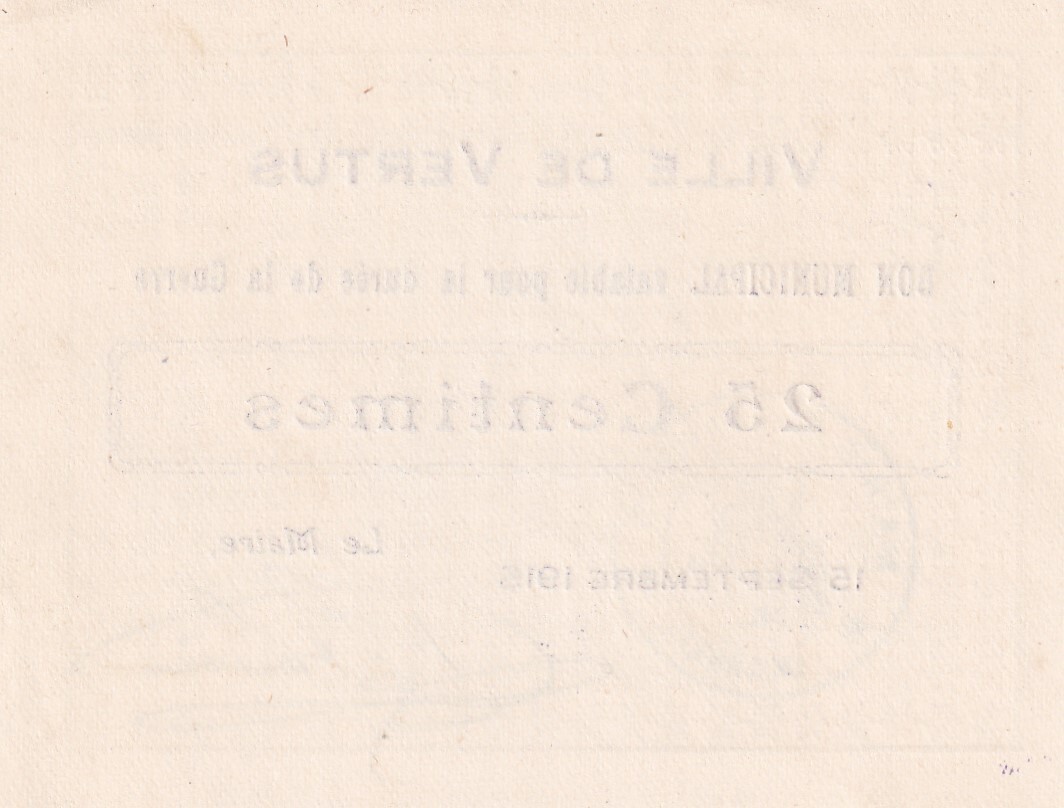 VILLE DE VERTUS
BON MUNICIPAL valable pour la durée de la Guerre
25 Centimes
Le Maire,
15 SEPTEMBRE 1915